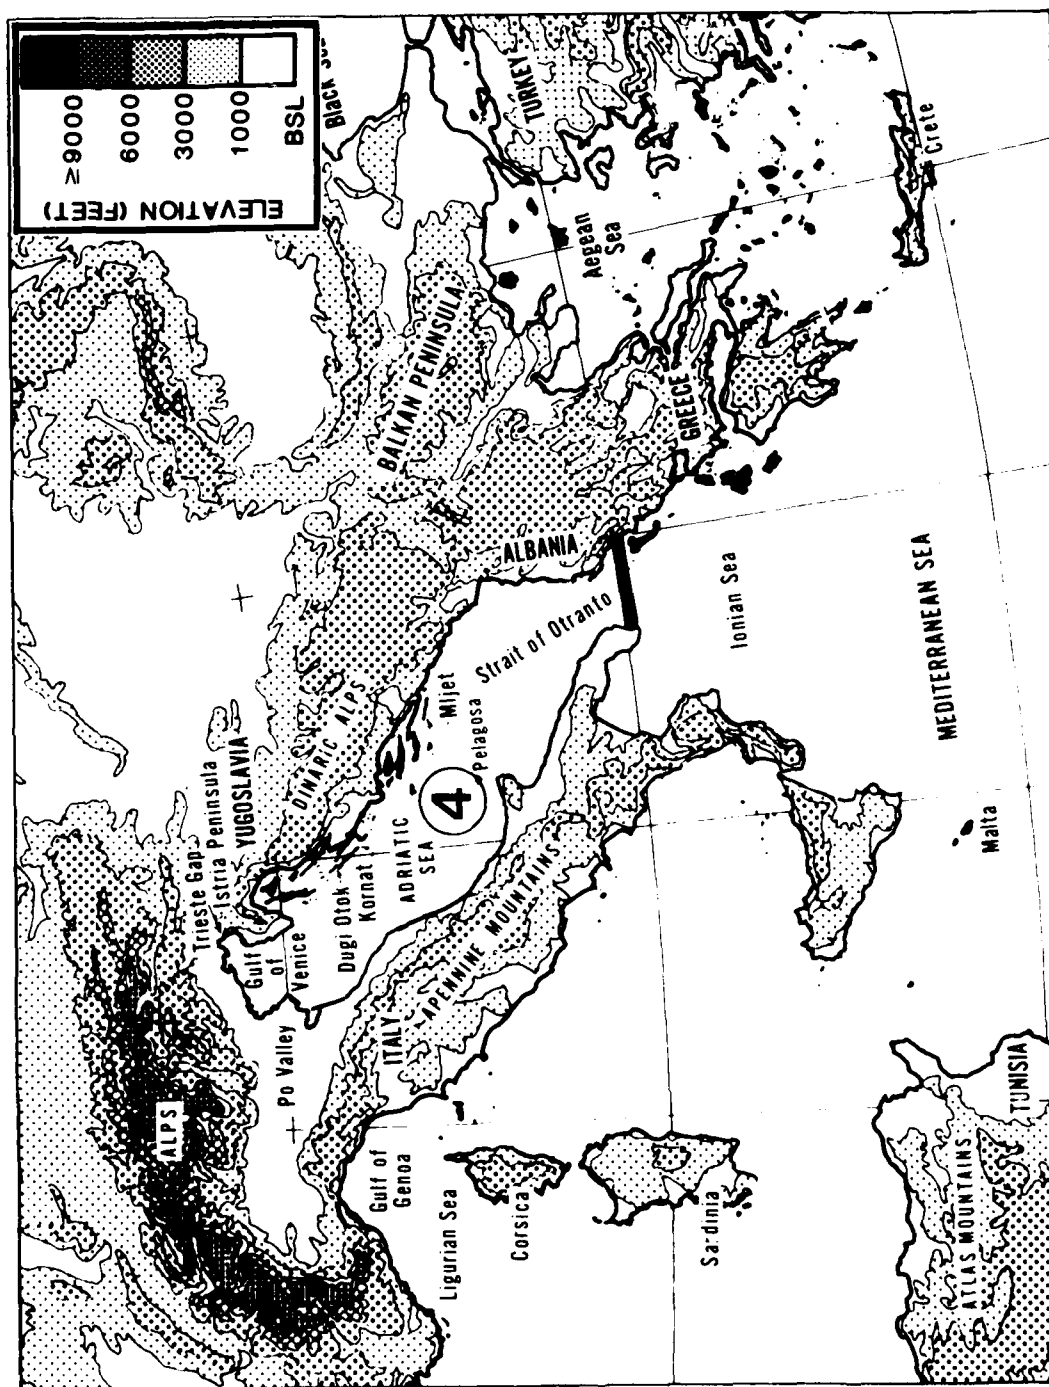 ELEVATION (FEET)
≥9000
6000
3000
1000
BSL
Black Sea
TURKEY
Aegean
Sea
Crete
BALKAN PENINSULA
GREECE
ALBANIA
Strait of Otranto
Ionian Sea
MEDITERRANEAN SEA
Trieste Gap
Istria Peninsula
YUGOSLAVIA
DINARIC ALPS
Mljet
Pelagosa
4
ADRIATIC
SEA
Dugi Otok
Kornat
Gulf
of
Venice
Po Valley
ALPS
ITALY
APENNINE MOUNTAINS
Gulf of
Genoa
Ligurian Sea
Corsica
Sardinia
Malta
TUNISIA
ATLAS MOUNTAINS